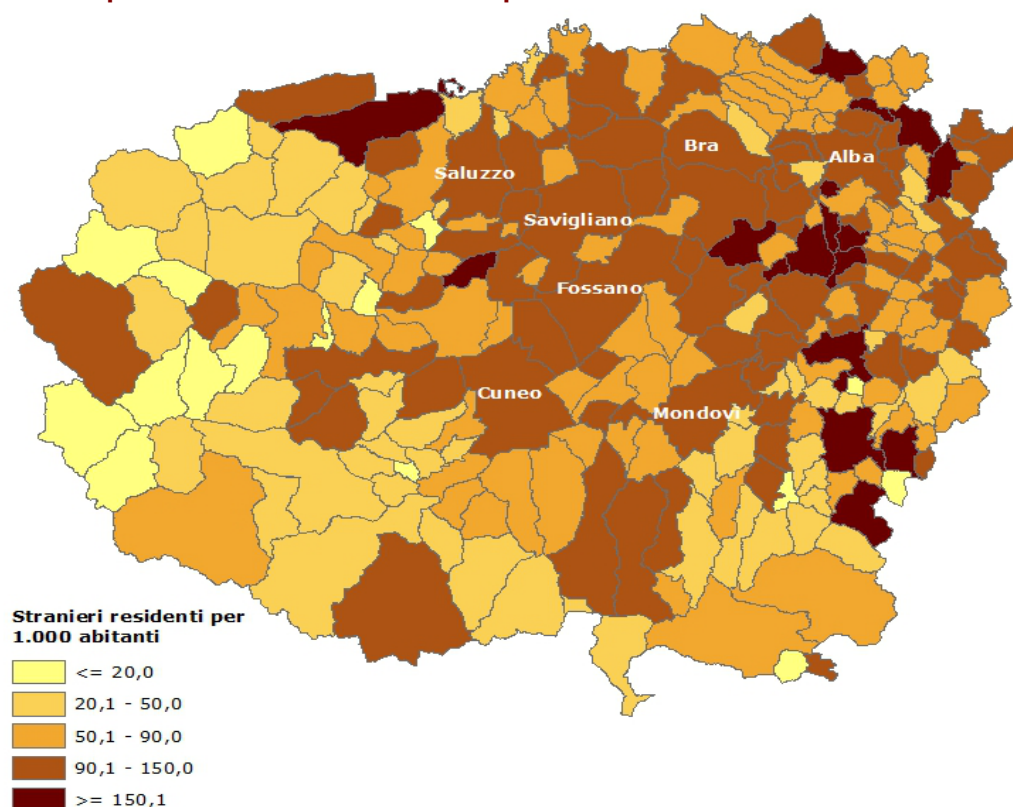 Bra
Alba
Saluzzo
Savigliano
Fossano
Cuneo
Mondovì
Stranieri residenti per
1.000 abitanti
<= 20,0
20,1 - 50,0
50,1 - 90,0
90,1 - 150,0
>= 150,1